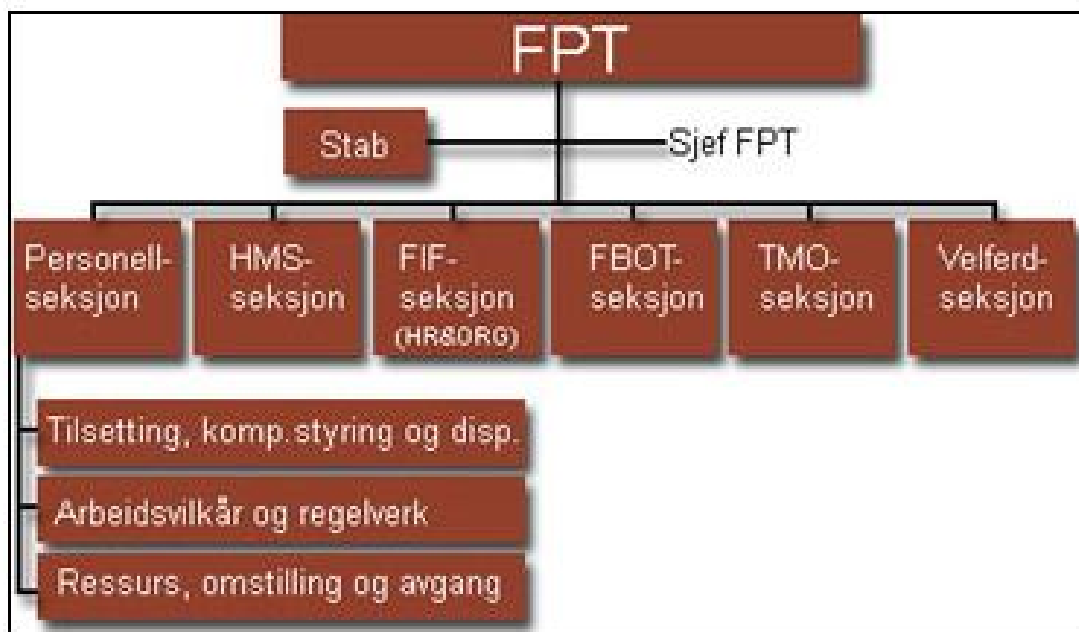 FPT
Stab
Sjef FPT
Personell-
seksjon
HMS-
seksjon
FIF-
seksjon
(HR&ORG)
FBOT-
seksjon
TMO-
seksjon
Velferd-
seksjon
Tilsetting, komp.styring og disp.
Arbeidsvilkår og regelverk
Ressurs, omstilling og avgang